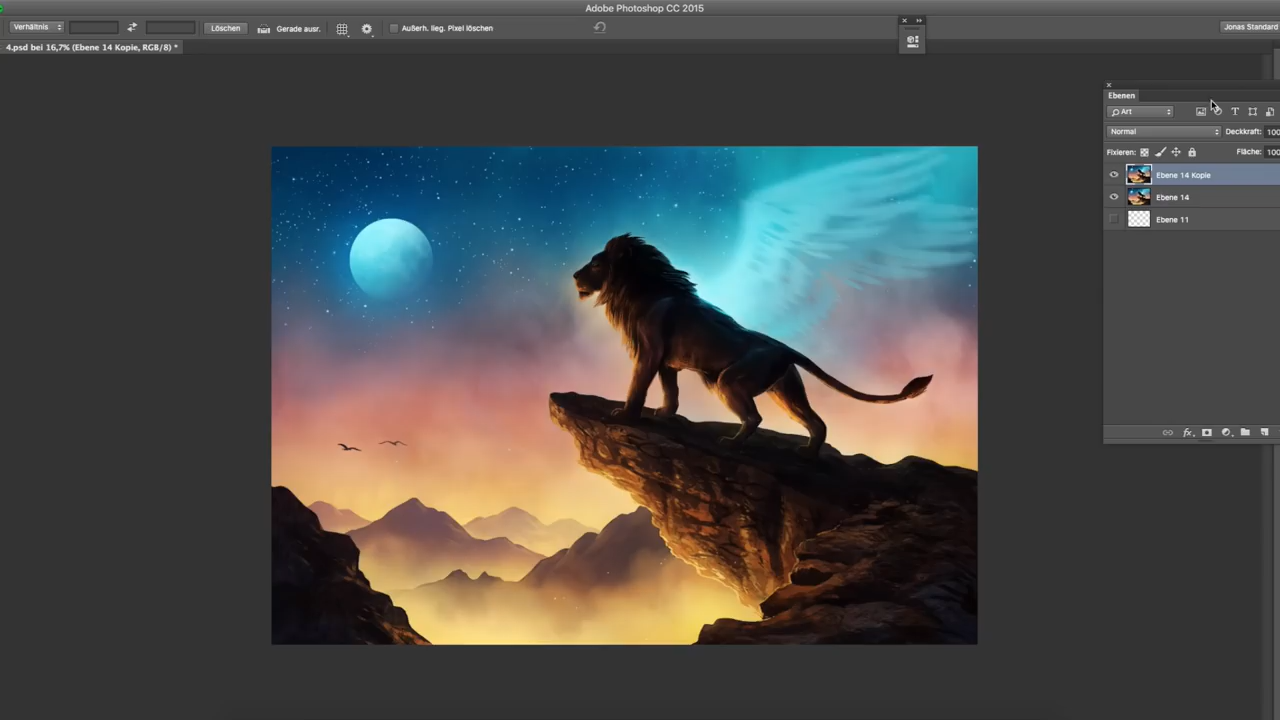 Adobe Photoshop CC 2015
Verhältnis Löschen Gerade ausr. Außerh. lieg. Pixel löschen Jonas Standard
4.psd bei 16,7% (Ebene 14 Kopie, RGB/8) *
Ebenen
Art
Normal Deckkraft: 100
Fixieren: Fläche: 100
Ebene 14 Kopie
Ebene 14
Ebene 11
fx